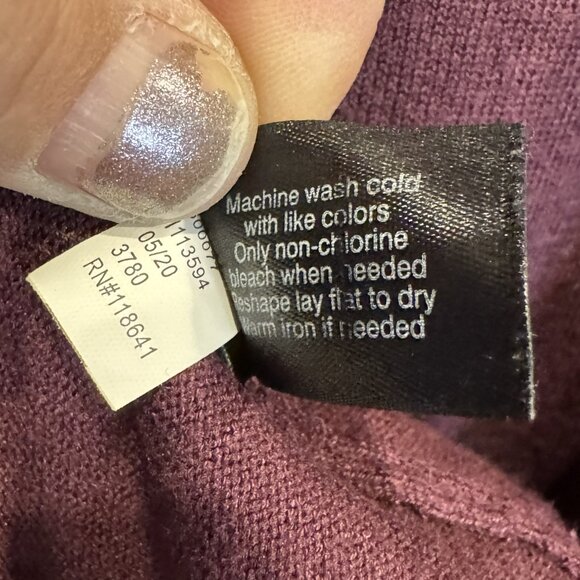 Machine wash cold
with like colors
Only non-chlorine
bleach when needed
Reshape lay flat to dry
Warm iron if needed
113594
05/20
3780
RN#118641